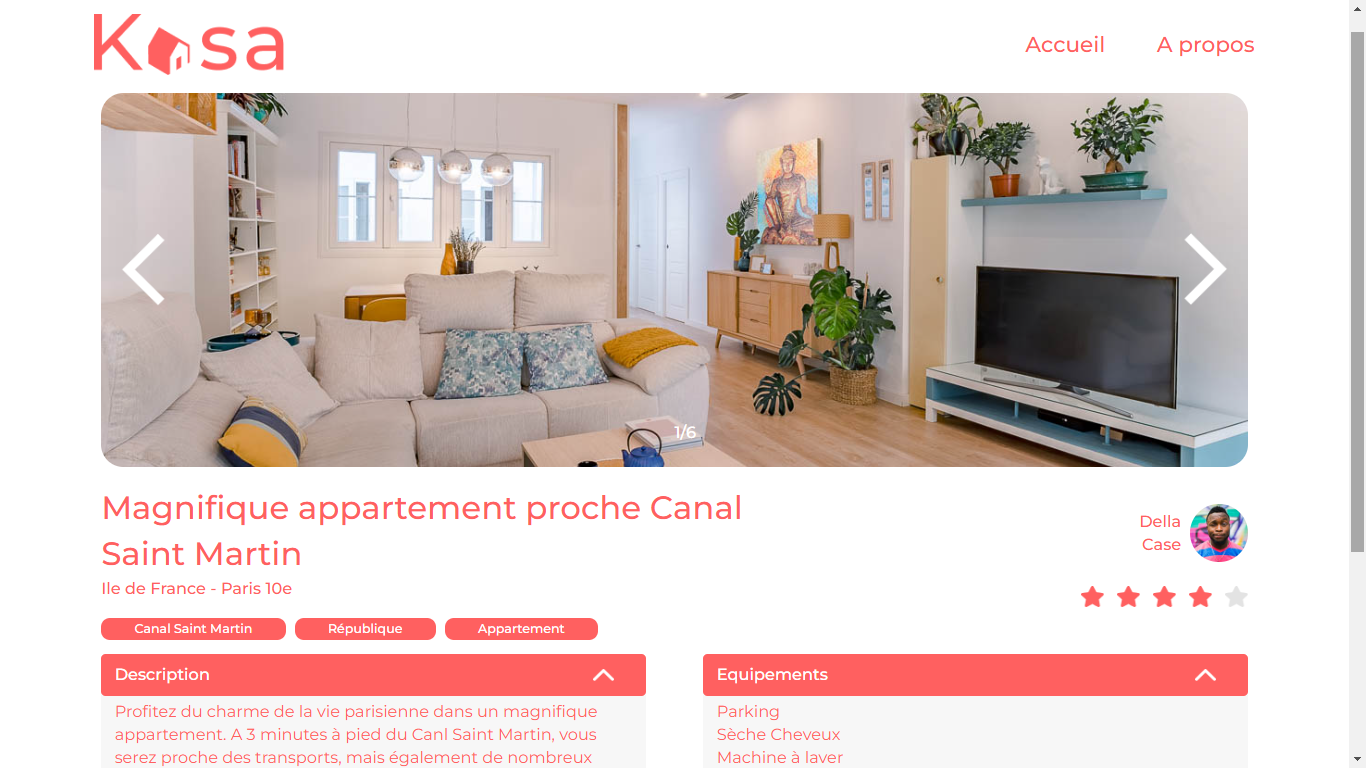 Kasa
Accueil
A propos
1/6
Magnifique appartement proche Canal
Saint Martin
Ile de France - Paris 10e
Della
Case
Canal Saint Martin
République
Appartement
Description
Profitez du charme de la vie parisienne dans un magnifique
appartement. A 3 minutes à pied du Canl Saint Martin, vous
serez proche des transports, mais également de nombreux
Equipements
Parking
Sèche Cheveux
Machine à laver